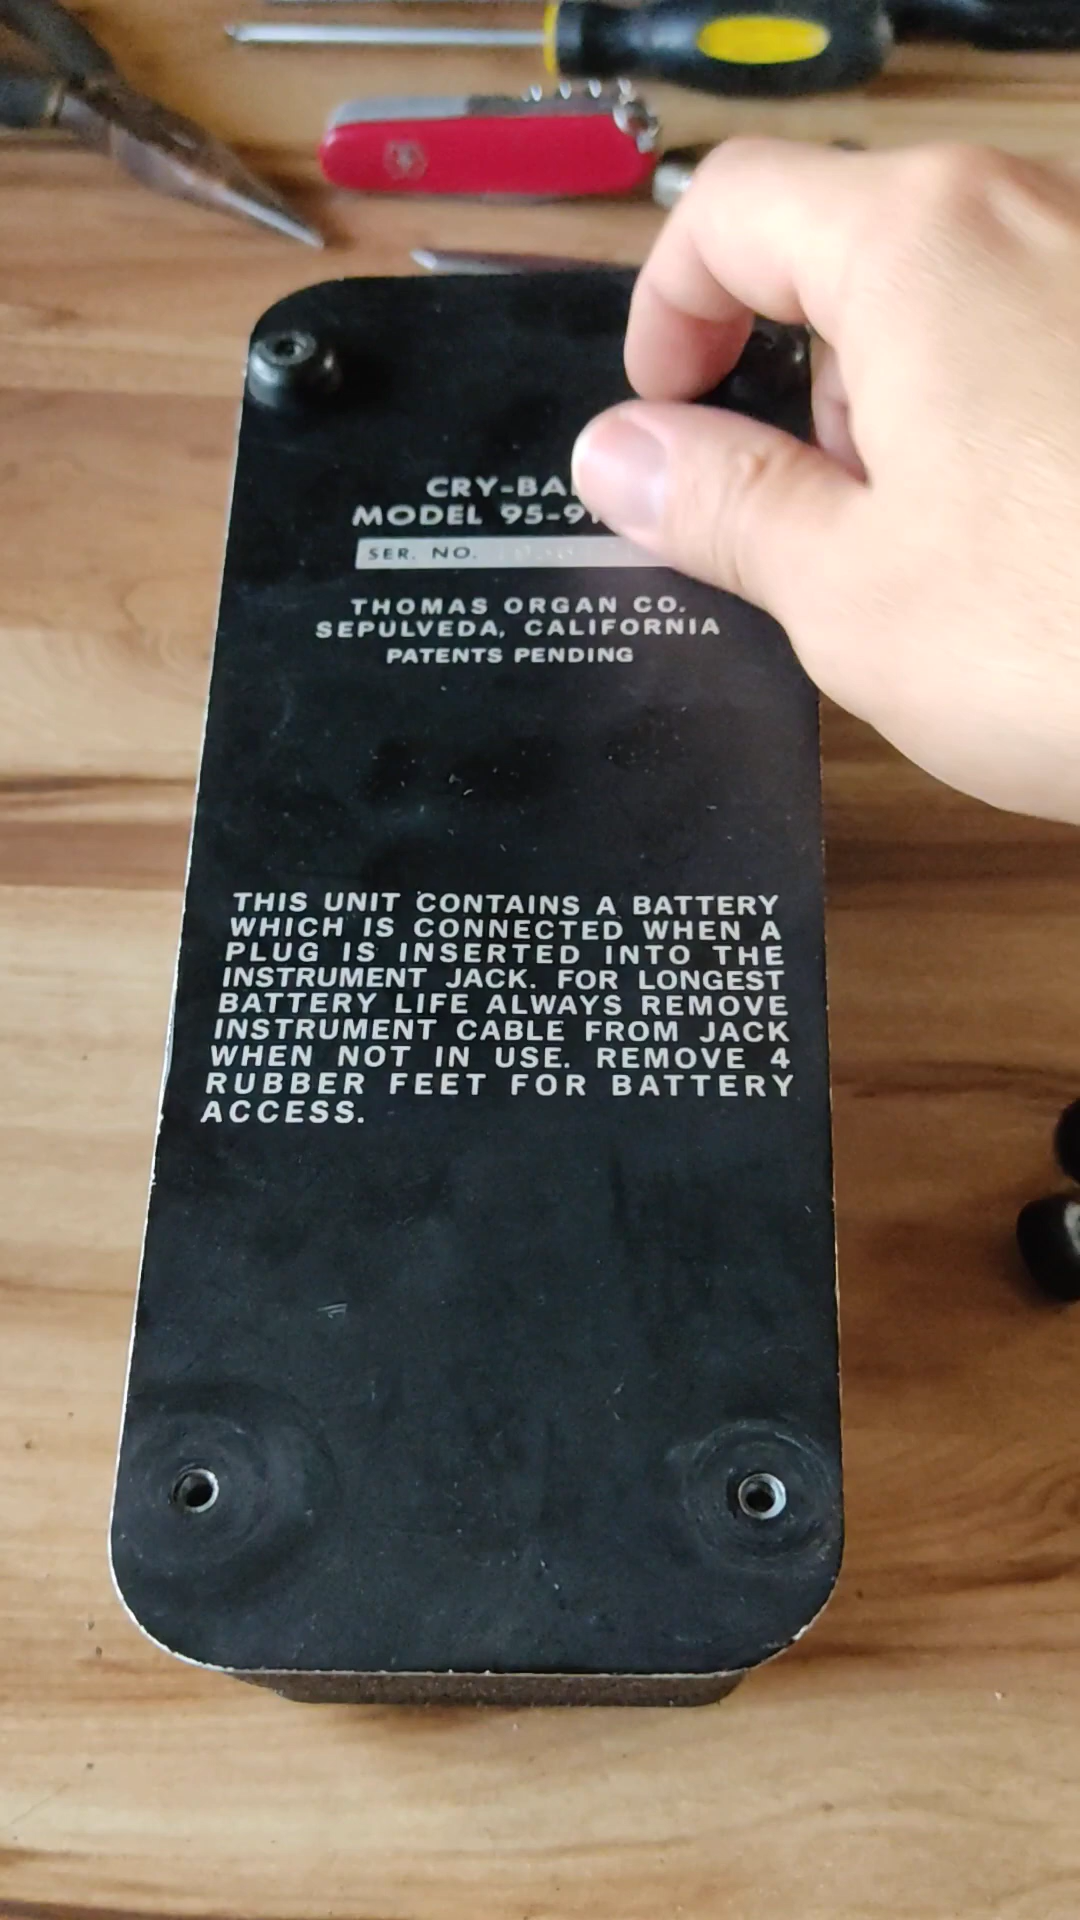 CRY-BA
MODEL 95-91
SER. NO.
THOMAS ORGAN CO.
SEPULVEDA, CALIFORNIA
PATENTS PENDING
THIS UNIT CONTAINS A BATTERY
WHICH IS CONNECTED WHEN A
PLUG IS INSERTED INTO THE
INSTRUMENT JACK. FOR LONGEST
BATTERY LIFE ALWAYS REMOVE
INSTRUMENT CABLE FROM JACK
WHEN NOT IN USE. REMOVE 4
RUBBER FEET FOR BATTERY
ACCESS.